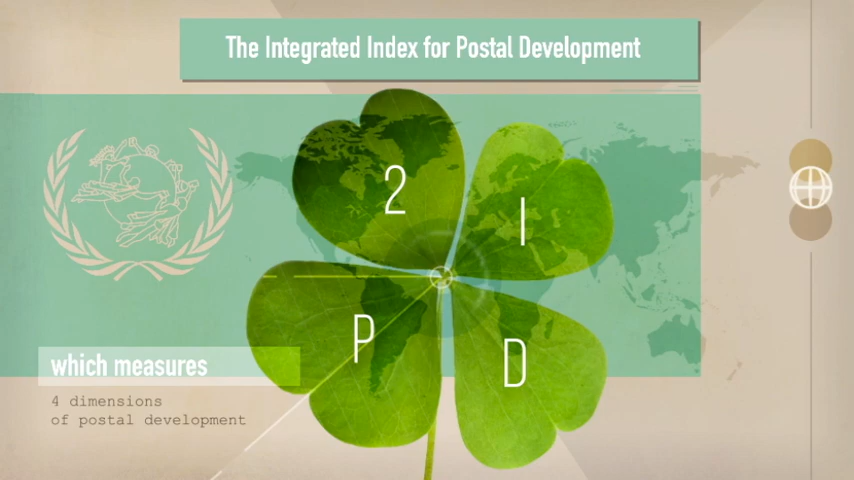 The Integrated Index for Postal Development
2 I
P D
which measures
4 dimensions
of postal development